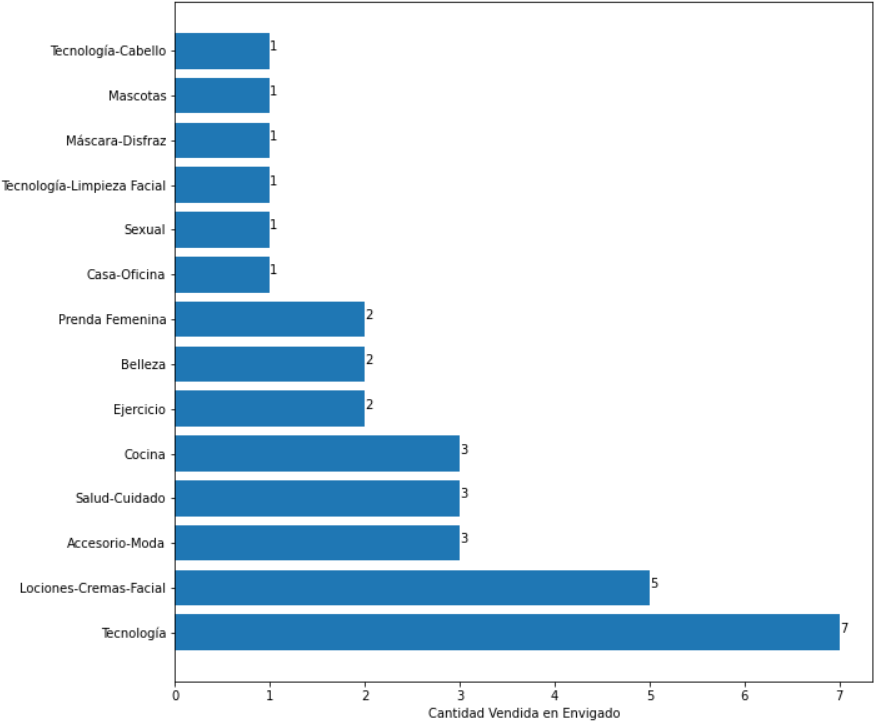 Tecnología-Cabello 1
Mascotas 1
Máscara-Disfraz 1
Tecnología-Limpieza Facial 1
Sexual 1
Casa-Oficina 1
Prenda Femenina 2
Belleza 2
Ejercicio 2
Cocina 3
Salud-Cuidado 3
Accesorio-Moda 3
Lociones-Cremas-Facial 5
Tecnología 7
0 1 2 3 4 5 6 7
Cantidad Vendida en Envigado